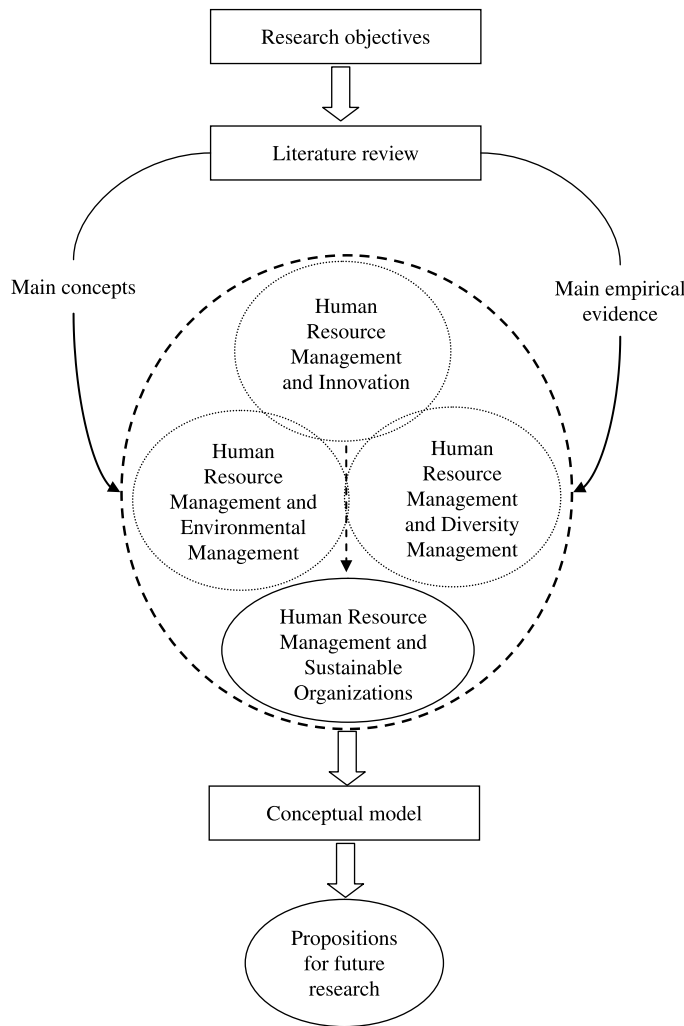 Research objectives
Literature review
Main concepts
Main empirical
evidence
Human
Resource
Management
and Innovation
Human
Resource
Management and
Environmental
Management
Human
Resource
Management
and Diversity
Management
Human Resource
Management and
Sustainable
Organizations
Conceptual model
Propositions
for future
research